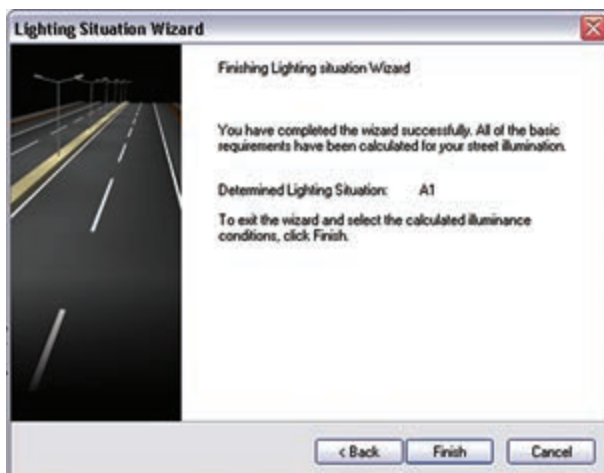 Lighting Situation Wizard
Finishing Lighting situation Wizard
You have completed the wizard successfully. All of the basic
requirements have been calculated for your street illumination.
Determined Lighting Situation: A1
To exit the wizard and select the calculated illuminance
conditions, click Finish.
< Back Finish Cancel